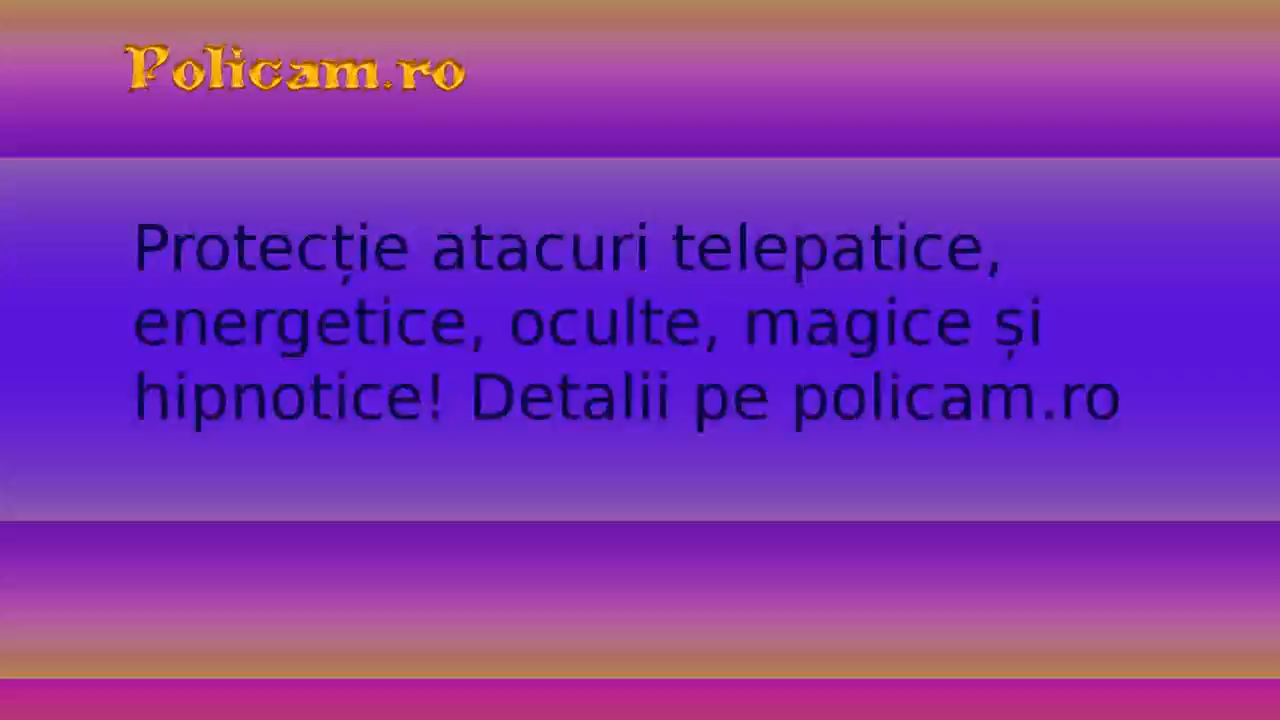 Policam.ro
Protecție atacuri telepatice,
energetice, oculte, magice și
hipnotice! Detalii pe policam.ro